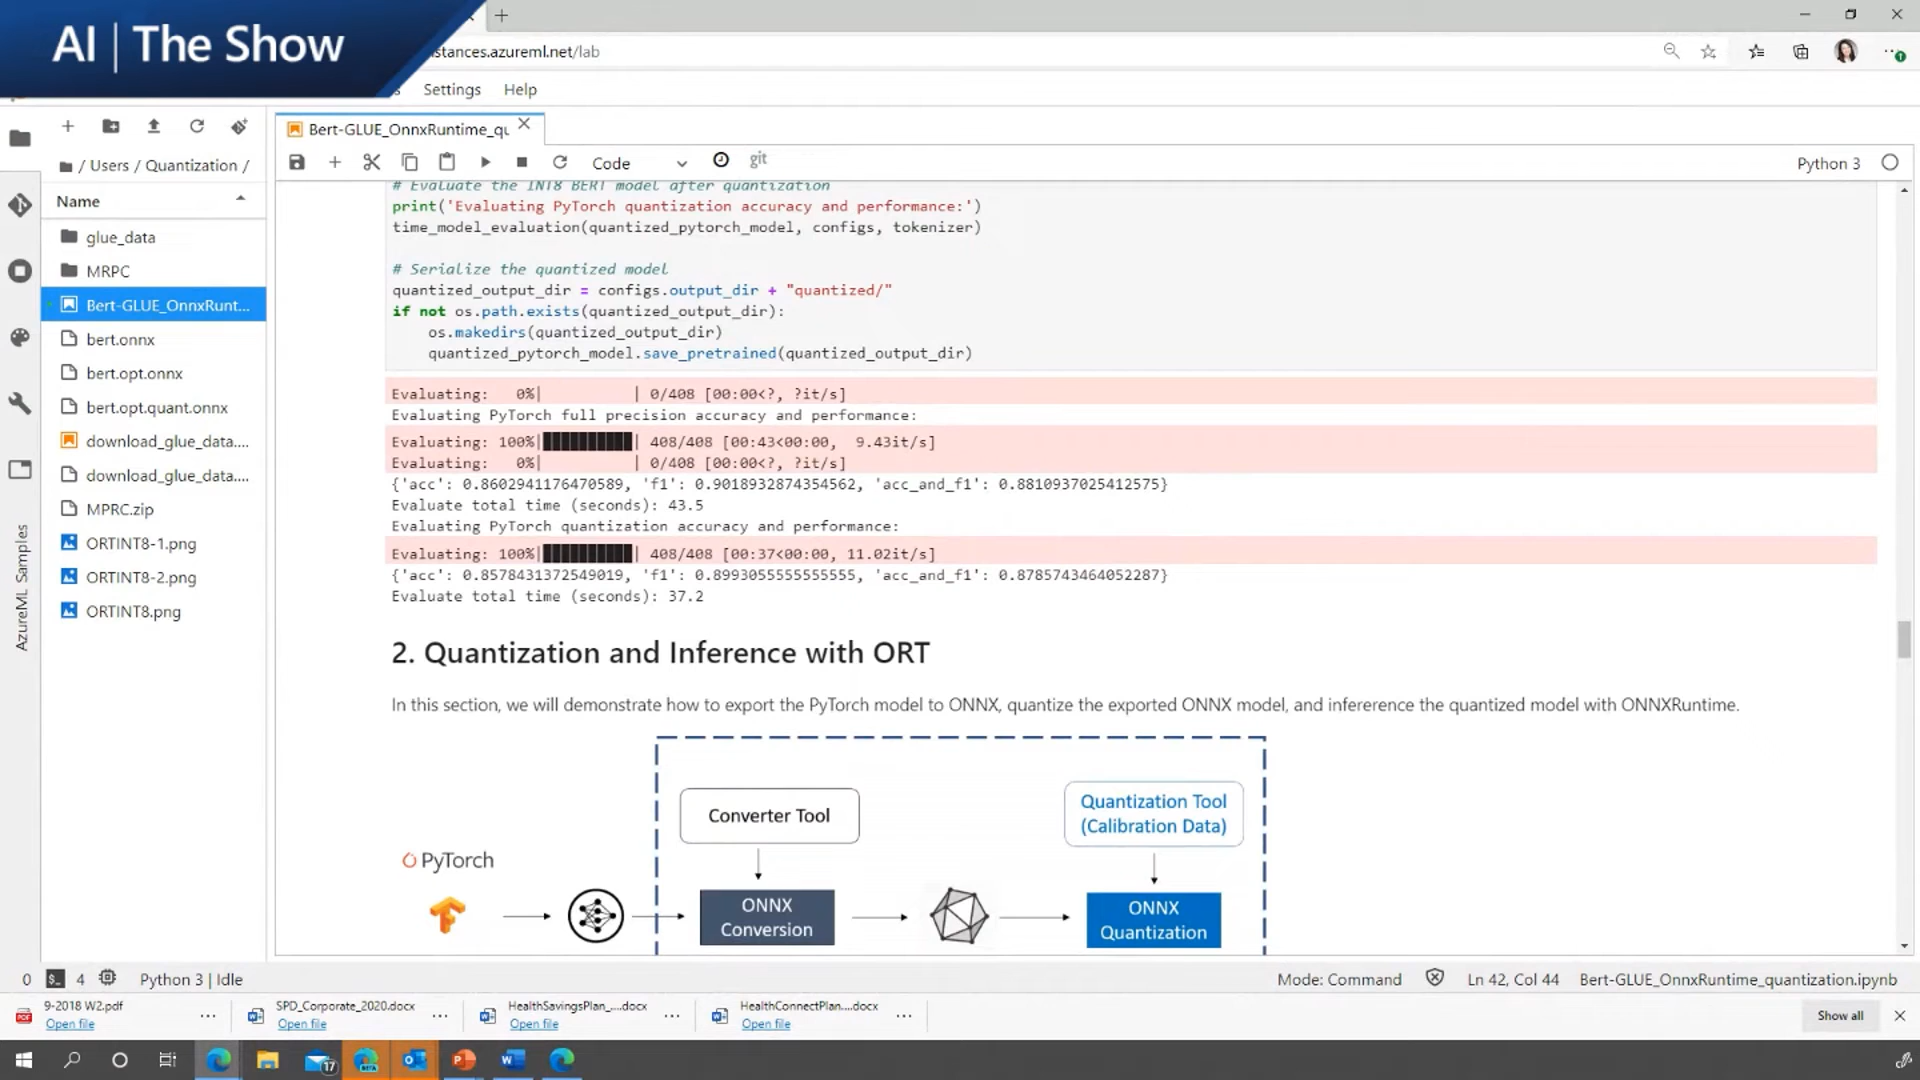 AI | The Show
stances.azureml.net/lab
Settings Help
Bert-GLUE_OnnxRuntime_qu
Code
git
Python 3
/ Users / Quantization /
Name
glue_data
MRPC
Bert-GLUE_OnnxRunt...
bert.onnx
bert.opt.onnx
bert.opt.quant.onnx
download_glue_data....
download_glue_data....
MPRC.zip
ORTINT8-1.png
ORTINT8-2.png
ORTINT8.png
AzureML Samples
# Evaluate the INT8 BERT model after quantization
print('Evaluating PyTorch quantization accuracy and performance:')
time_model_evaluation(quantized_pytorch_model, configs, tokenizer)
# Serialize the quantized model
quantized_output_dir = configs.output_dir + "quantized/"
if not os.path.exists(quantized_output_dir):
    os.makedirs(quantized_output_dir)
    quantized_pytorch_model.save_pretrained(quantized_output_dir)
Evaluating:   0%|          | 0/408 [00:00<?, ?it/s]
Evaluating PyTorch full precision accuracy and performance:
Evaluating: 100%|██████████| 408/408 [00:43<00:00,  9.43it/s]
Evaluating:   0%|          | 0/408 [00:00<?, ?it/s]
{'acc': 0.8602941176470589, 'f1': 0.9018932874354562, 'acc_and_f1': 0.8810937025412575}
Evaluate total time (seconds): 43.5
Evaluating PyTorch quantization accuracy and performance:
Evaluating: 100%|██████████| 408/408 [00:37<00:00, 11.02it/s]
{'acc': 0.8578431372549019, 'f1': 0.8993055555555555, 'acc_and_f1': 0.8785743464052287}
Evaluate total time (seconds): 37.2
2. Quantization and Inference with ORT
In this section, we will demonstrate how to export the PyTorch model to ONNX, quantize the exported ONNX model, and infererence the quantized model with ONNXRuntime.
Converter Tool
Quantization Tool
(Calibration Data)
PyTorch
ONNX
Conversion
ONNX
Quantization
0
4
Python 3 | Idle
Mode: Command
Ln 42, Col 44
Bert-GLUE_OnnxRuntime_quantization.ipynb
9-2018 W2.pdf
Open file
SPD_Corporate_2020.docx
Open file
HealthSavingsPlan_....docx
Open file
HealthConnectPlan....docx
Open file
Show all
17